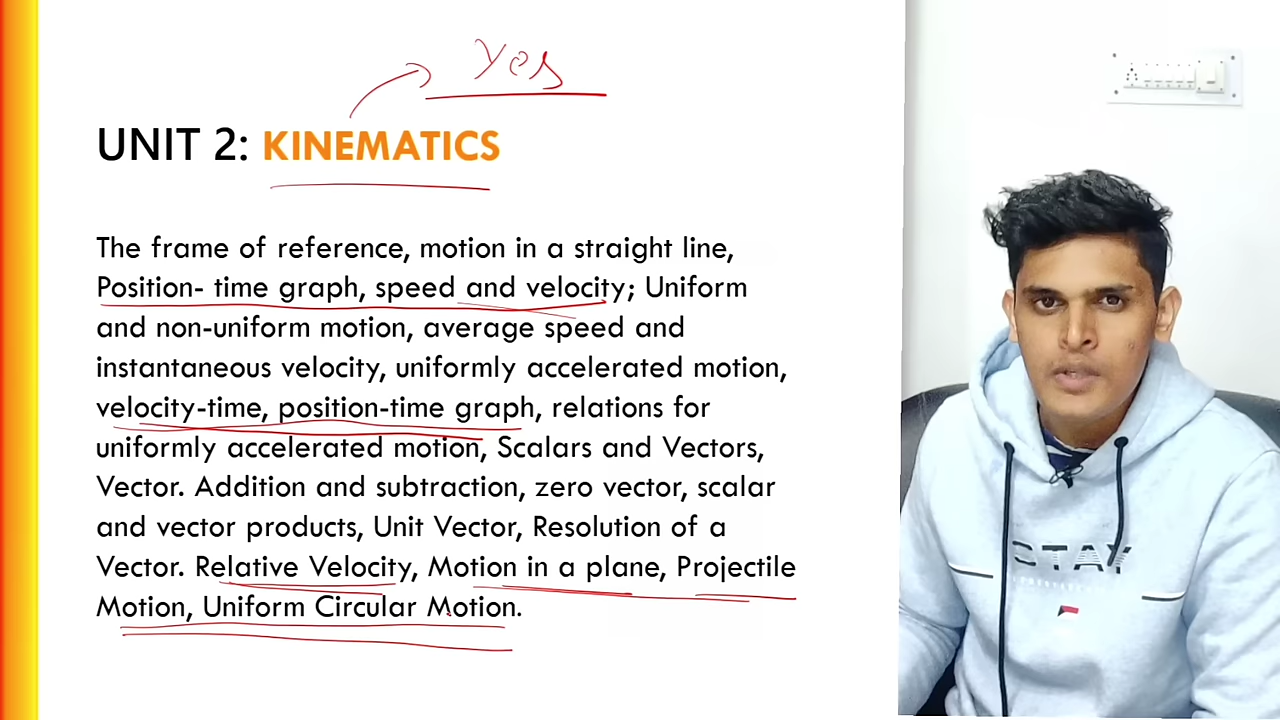 Yes
UNIT 2: KINEMATICS
The frame of reference, motion in a straight line,
Position- time graph, speed and velocity; Uniform
and non-uniform motion, average speed and
instantaneous velocity, uniformly accelerated motion,
velocity-time, position-time graph, relations for
uniformly accelerated motion, Scalars and Vectors,
Vector. Addition and subtraction, zero vector, scalar
and vector products, Unit Vector, Resolution of a
Vector. Relative Velocity, Motion in a plane, Projectile
Motion, Uniform Circular Motion.